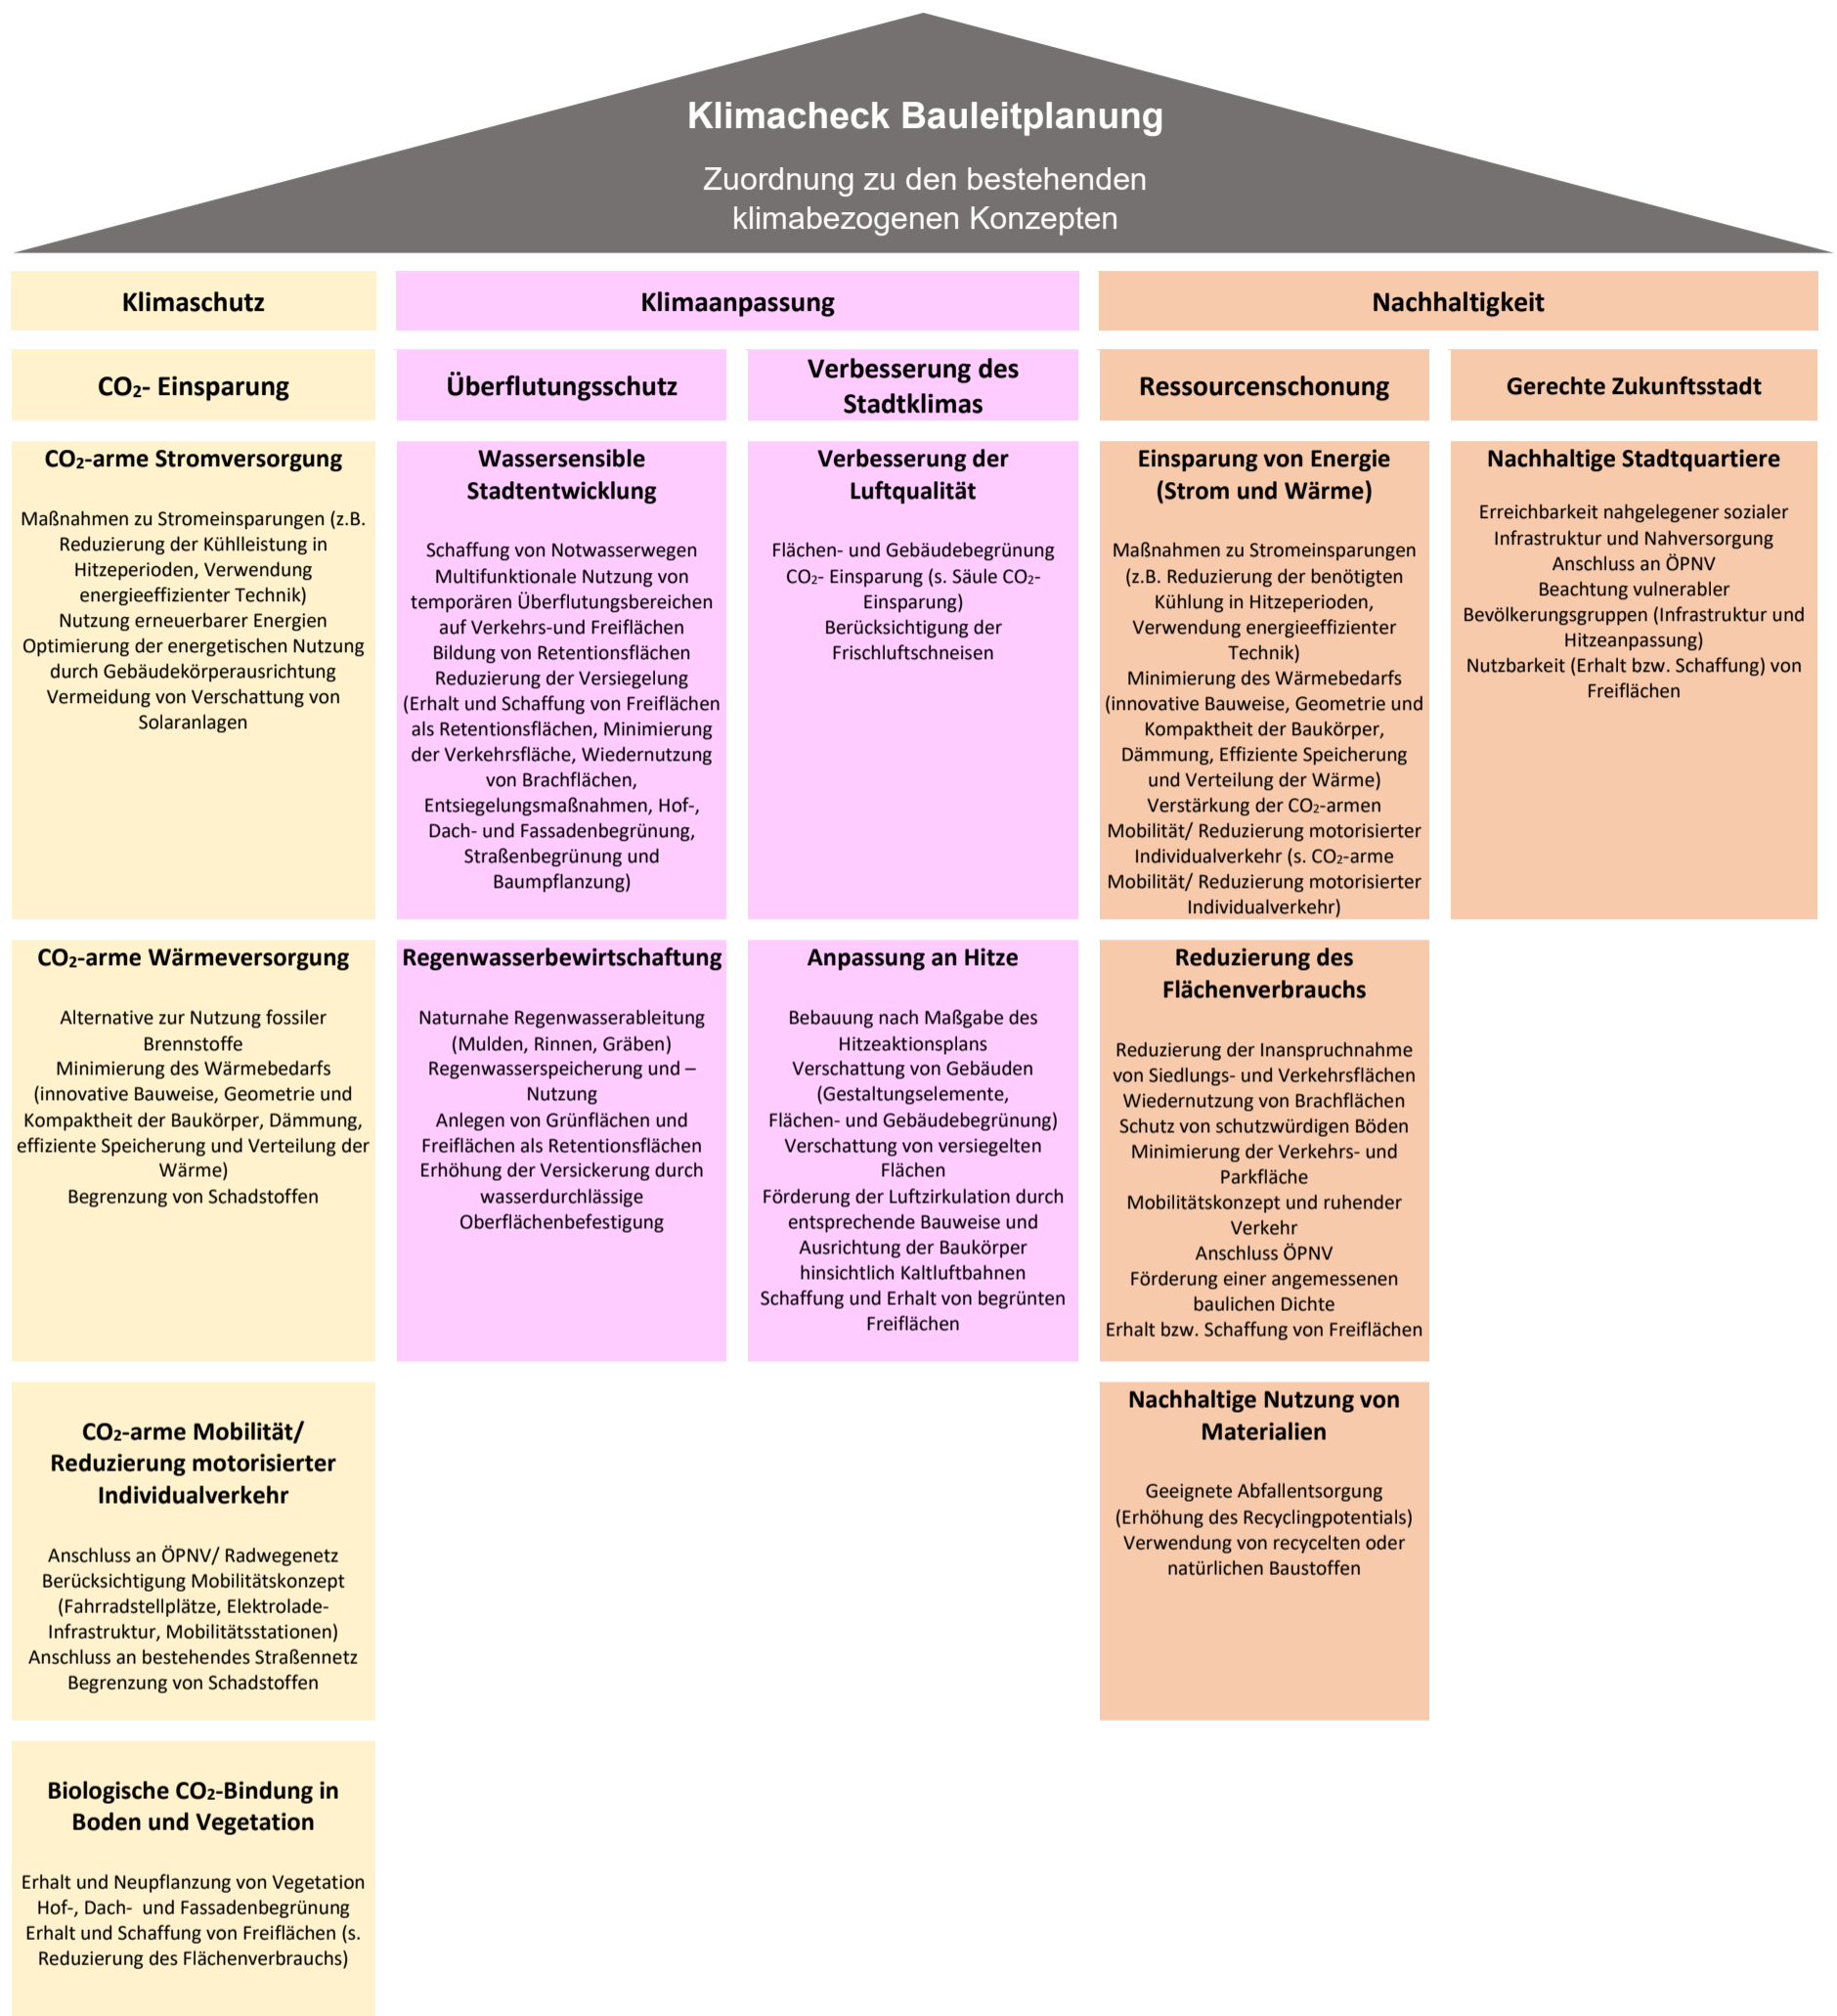 Klimacheck Bauleitplanung
Zuordnung zu den bestehenden
klimabezogenen Konzepten
Klimaschutz
Klimaanpassung
Nachhaltigkeit
CO₂- Einsparung
Überflutungsschutz
Verbesserung des
Stadtklimas
Ressourcenschonung
Gerechte Zukunftsstadt
CO₂-arme Stromversorgung
Maßnahmen zu Stromeinsparungen (z.B.
Reduzierung der Kühlleistung in
Hitzeperioden, Verwendung
energieeffizienter Technik)
Nutzung erneuerbarer Energien
Optimierung der energetischen Nutzung
durch Gebäudekörperausrichtung
Vermeidung von Verschattung von
Solaranlagen
Wassersensible
Stadtentwicklung
Schaffung von Notwasserwegen
Multifunktionale Nutzung von
temporären Überflutungsbereichen
auf Verkehrs-und Freiflächen
Bildung von Retentionsflächen
Reduzierung der Versiegelung
(Erhalt und Schaffung von Freiflächen
als Retentionsflächen, Minimierung
der Verkehrsfläche, Wiedernutzung
von Brachflächen,
Entsiegelungsmaßnahmen, Hof-,
Dach- und Fassadenbegrünung,
Straßenbegrünung und
Baumpflanzung)
Verbesserung der
Luftqualität
Flächen- und Gebäudebegrünung
CO₂- Einsparung (s. Säule CO₂-
Einsparung)
Berücksichtigung der
Frischluftschneisen
Einsparung von Energie
(Strom und Wärme)
Maßnahmen zu Stromeinsparungen
(z.B. Reduzierung der benötigten
Kühlung in Hitzeperioden,
Verwendung energieeffizienter
Technik)
Minimierung des Wärmebedarfs
(innovative Bauweise, Geometrie und
Kompaktheit der Baukörper,
Dämmung, Effiziente Speicherung
und Verteilung der Wärme)
Verstärkung der CO₂-armen
Mobilität/ Reduzierung motorisierter
Individualverkehr (s. CO₂-arme
Mobilität/ Reduzierung motorisierter
Individualverkehr)
Nachhaltige Stadtquartiere
Erreichbarkeit nahgelegener sozialer
Infrastruktur und Nahversorgung
Anschluss an ÖPNV
Beachtung vulnerabler
Bevölkerungsgruppen (Infrastruktur und
Hitzeanpassung)
Nutzbarkeit (Erhalt bzw. Schaffung) von
Freiflächen
CO₂-arme Wärmeversorgung
Alternative zur Nutzung fossiler
Brennstoffe
Minimierung des Wärmebedarfs
(innovative Bauweise, Geometrie und
Kompaktheit der Baukörper, Dämmung,
effiziente Speicherung und Verteilung der
Wärme)
Begrenzung von Schadstoffen
Regenwasserbewirtschaftung
Naturnahe Regenwasserableitung
(Mulden, Rinnen, Gräben)
Regenwasserspeicherung und –
Nutzung
Anlegen von Grünflächen und
Freiflächen als Retentionsflächen
Erhöhung der Versickerung durch
wasserdurchlässige
Oberflächenbefestigung
Anpassung an Hitze
Bebauung nach Maßgabe des
Hitzeaktionsplans
Verschattung von Gebäuden
(Gestaltungselemente,
Flächen- und Gebäudebegrünung)
Verschattung von versiegelten
Flächen
Förderung der Luftzirkulation durch
entsprechende Bauweise und
Ausrichtung der Baukörper
hinsichtlich Kaltluftbahnen
Schaffung und Erhalt von begrünten
Freiflächen
Reduzierung des
Flächenverbrauchs
Reduzierung der Inanspruchnahme
von Siedlungs- und Verkehrsflächen
Wiedernutzung von Brachflächen
Schutz von schutzwürdigen Böden
Minimierung der Verkehrs- und
Parkfläche
Mobilitätskonzept und ruhender
Verkehr
Anschluss ÖPNV
Förderung einer angemessenen
baulichen Dichte
Erhalt bzw. Schaffung von Freiflächen
CO₂-arme Mobilität/
Reduzierung motorisierter
Individualverkehr
Anschluss an ÖPNV/ Radwegenetz
Berücksichtigung Mobilitätskonzept
(Fahrradstellplätze, Elektrolade-
Infrastruktur, Mobilitätsstationen)
Anschluss an bestehendes Straßennetz
Begrenzung von Schadstoffen
Nachhaltige Nutzung von
Materialien
Geeignete Abfallentsorgung
(Erhöhung des Recyclingpotentials)
Verwendung von recycelten oder
natürlichen Baustoffen
Biologische CO₂-Bindung in
Boden und Vegetation
Erhalt und Neupflanzung von Vegetation
Hof-, Dach-  und Fassadenbegrünung
Erhalt und Schaffung von Freiflächen (s.
Reduzierung des Flächenverbrauchs)